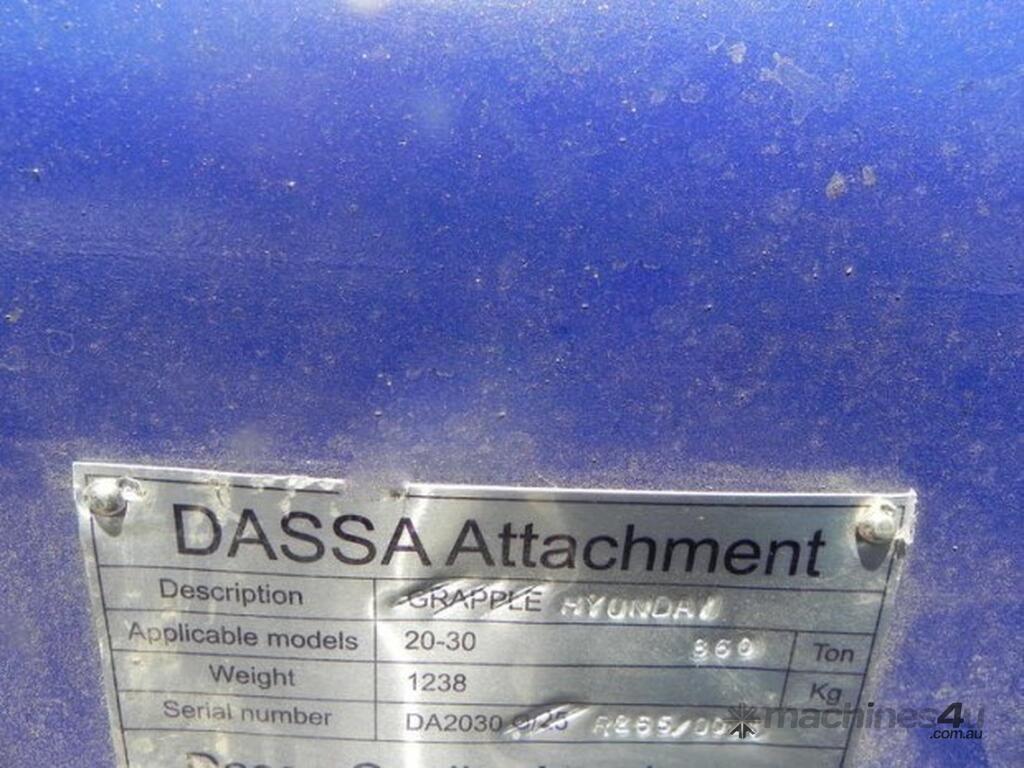 DASSA Attachment
Description GRAPPLE HYUNDAI
Applicable models 20-30 860 Ton
Weight 1238 Kg
Serial number DA2030
machines4u
.com.au